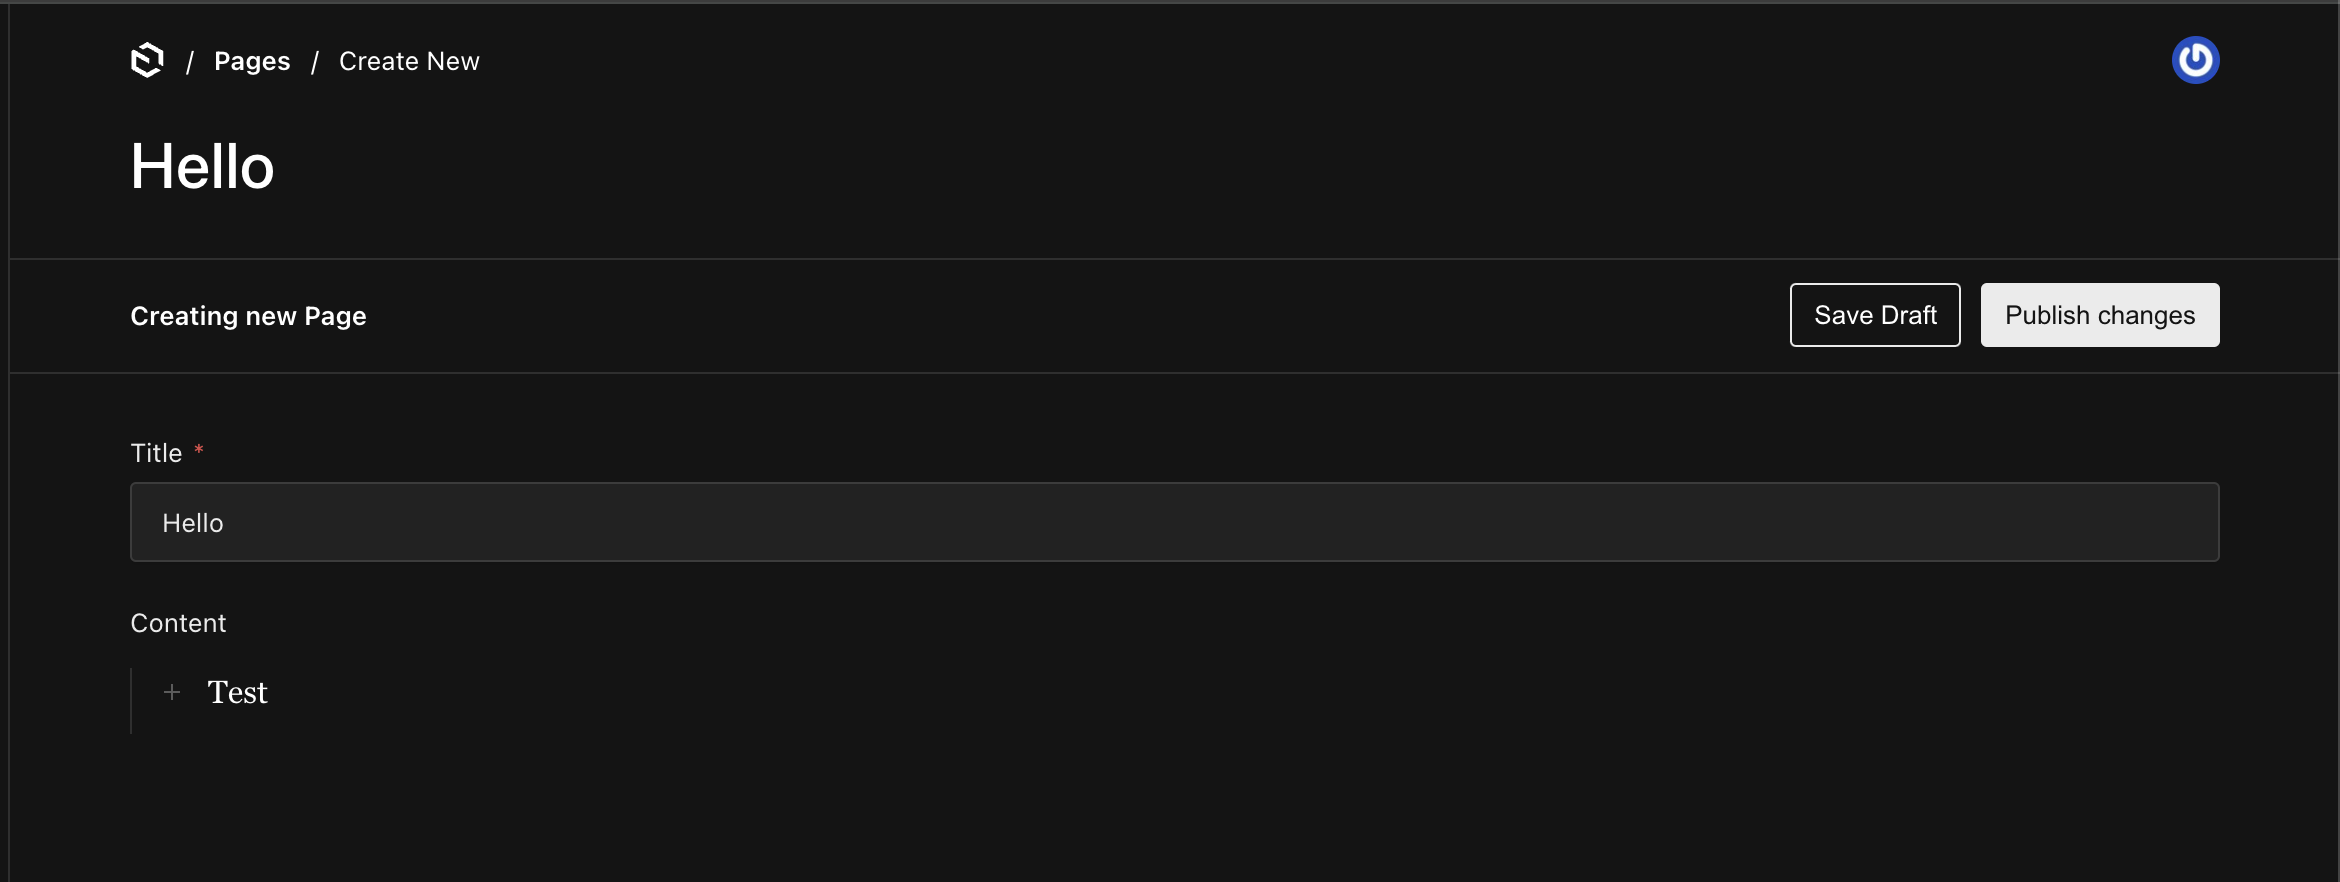 / Pages / Create New
Hello
Creating new Page
Save Draft
Publish changes
Title *
Hello
Content
+ Test